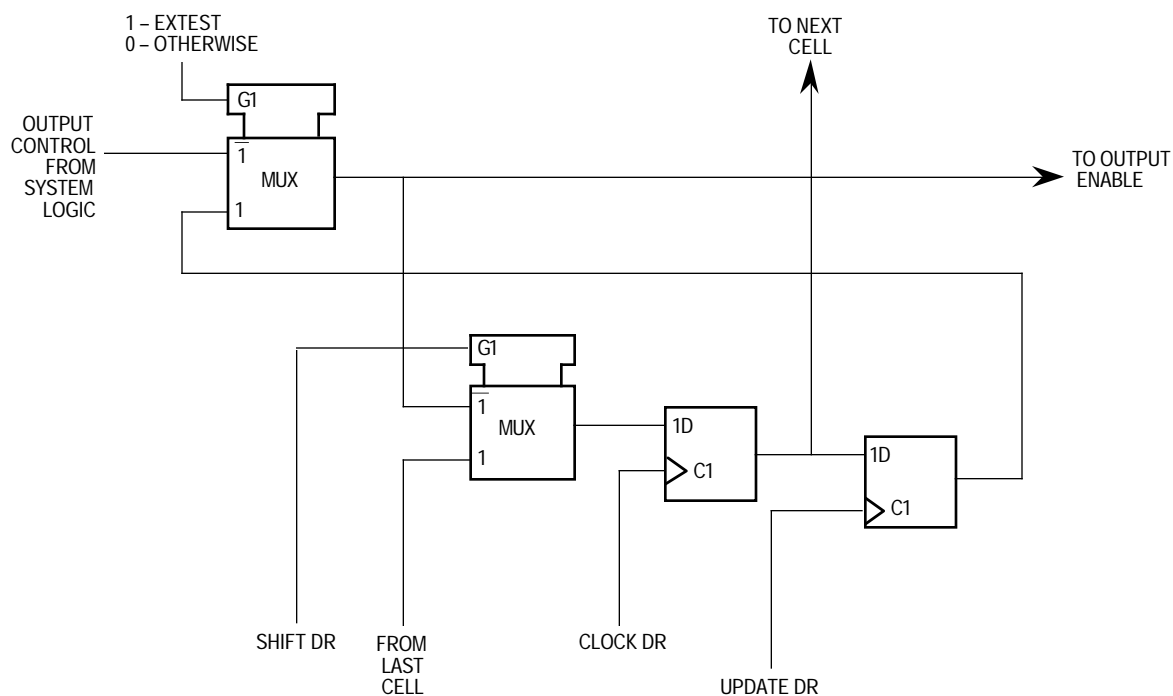 1 – EXTEST
0 – OTHERWISE
TO NEXT
CELL
G1
OUTPUT
CONTROL
FROM
SYSTEM
LOGIC
1
MUX
1
TO OUTPUT
ENABLE
G1
1
MUX
1
1D
C1
1D
C1
SHIFT DR
FROM
LAST
CELL
CLOCK DR
UPDATE DR